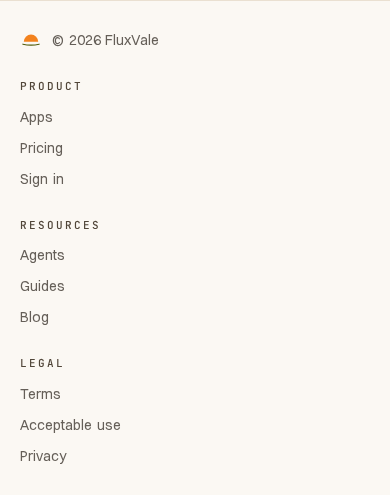 © 2026 FluxVale
PRODUCT
Apps
Pricing
Sign in
RESOURCES
Agents
Guides
Blog
LEGAL
Terms
Acceptable use
Privacy